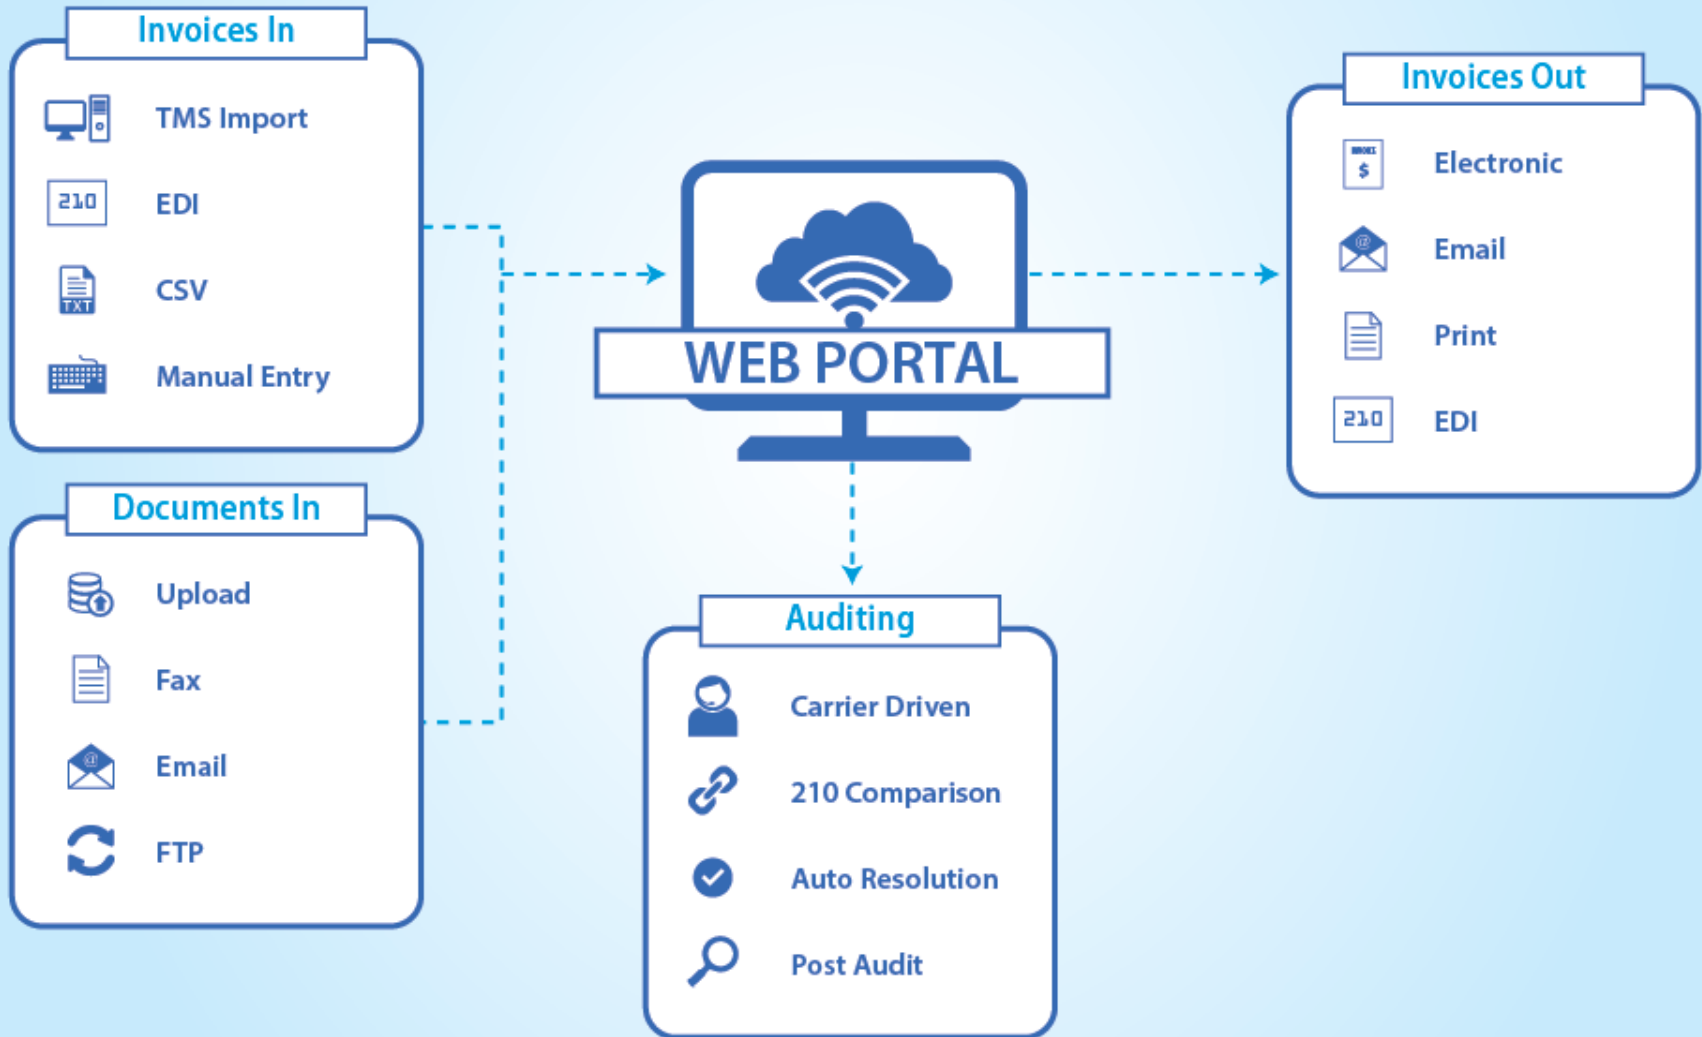 Invoices In
TMS Import
210
EDI
TXT
CSV
Manual Entry
Documents In
Upload
Fax
@
Email
FTP
WEB PORTAL
Invoices Out
INVOICE
$
Electronic
@
Email
Print
210
EDI
Auditing
Carrier Driven
210 Comparison
Auto Resolution
Post Audit